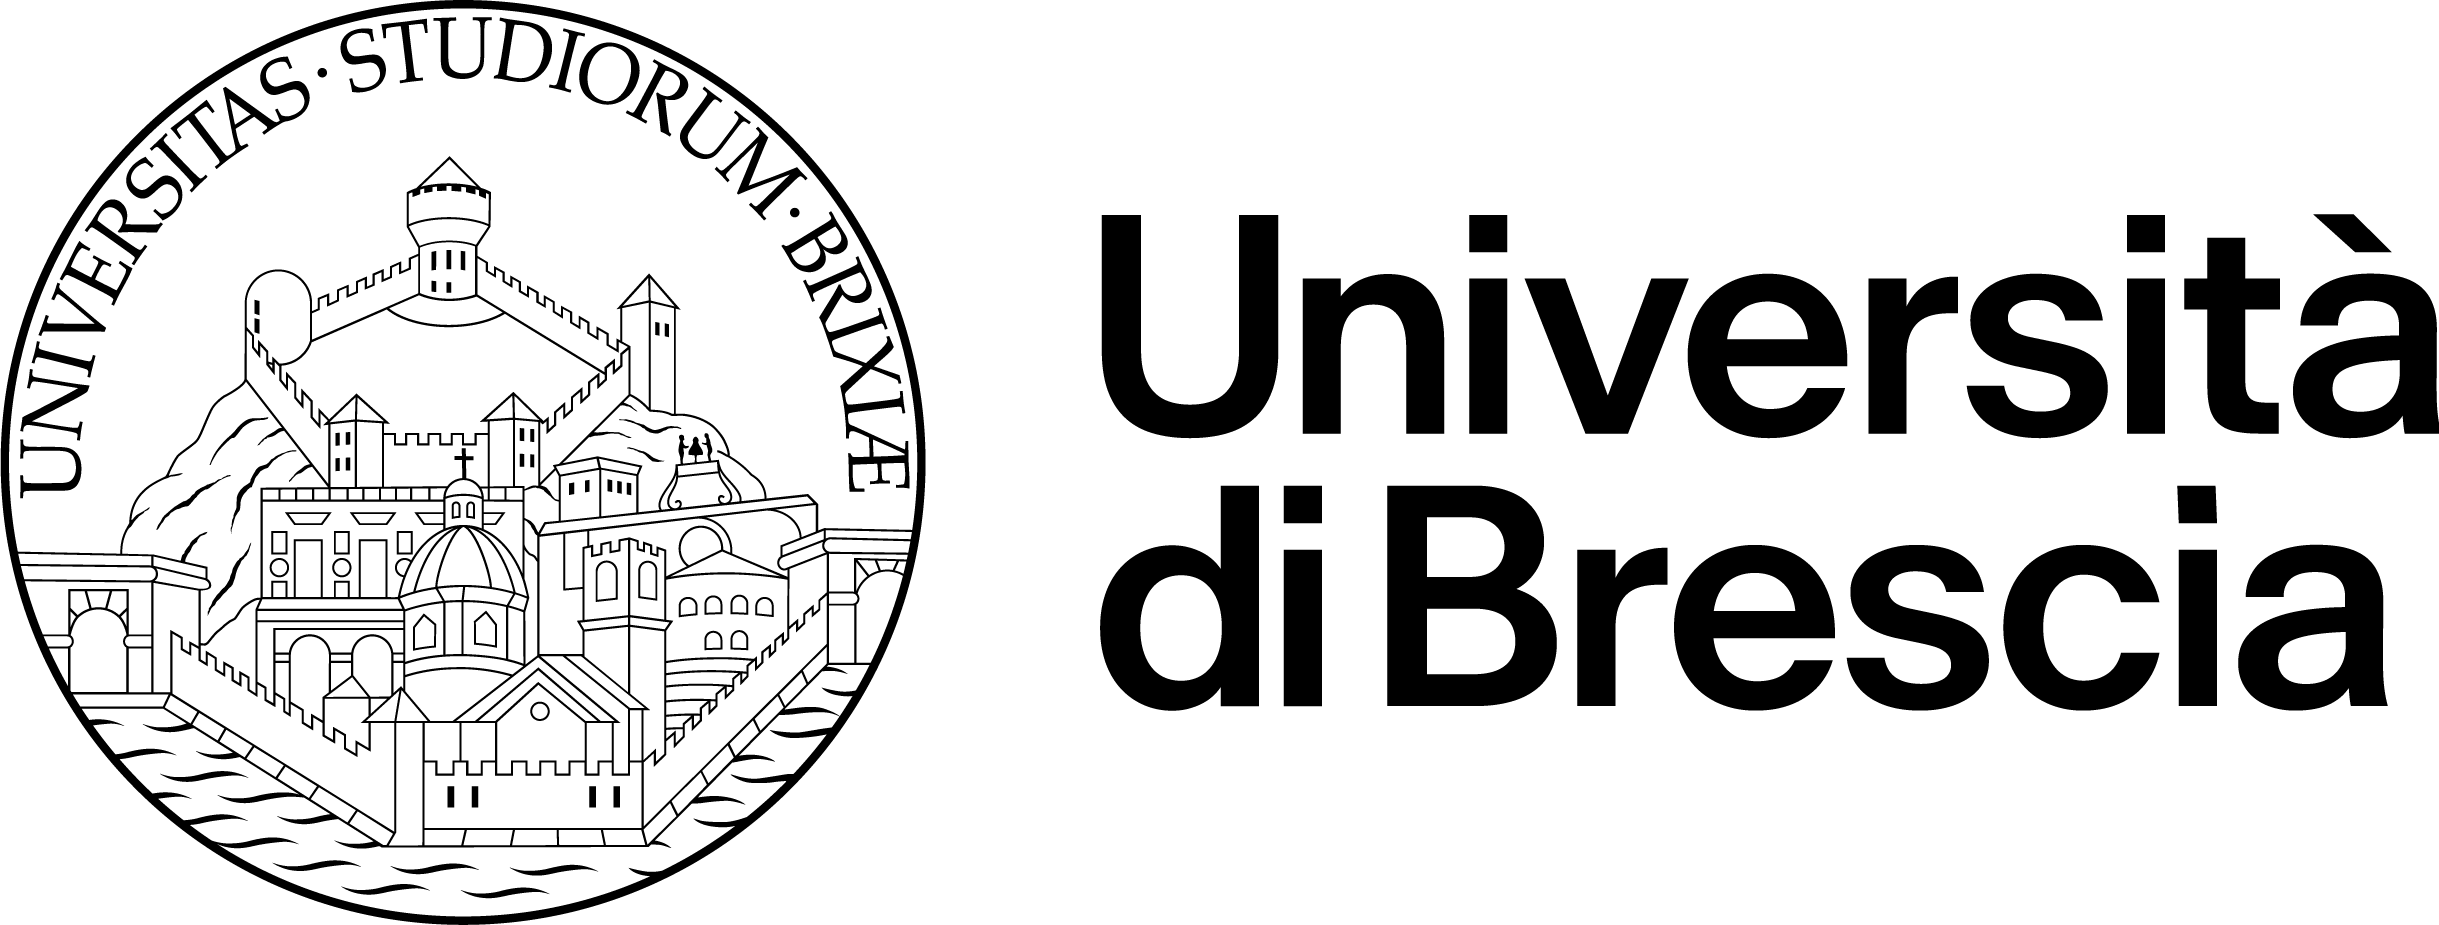 UNIVERSITAS · STUDIORUM · BRIXIÆ
Università
di Brescia